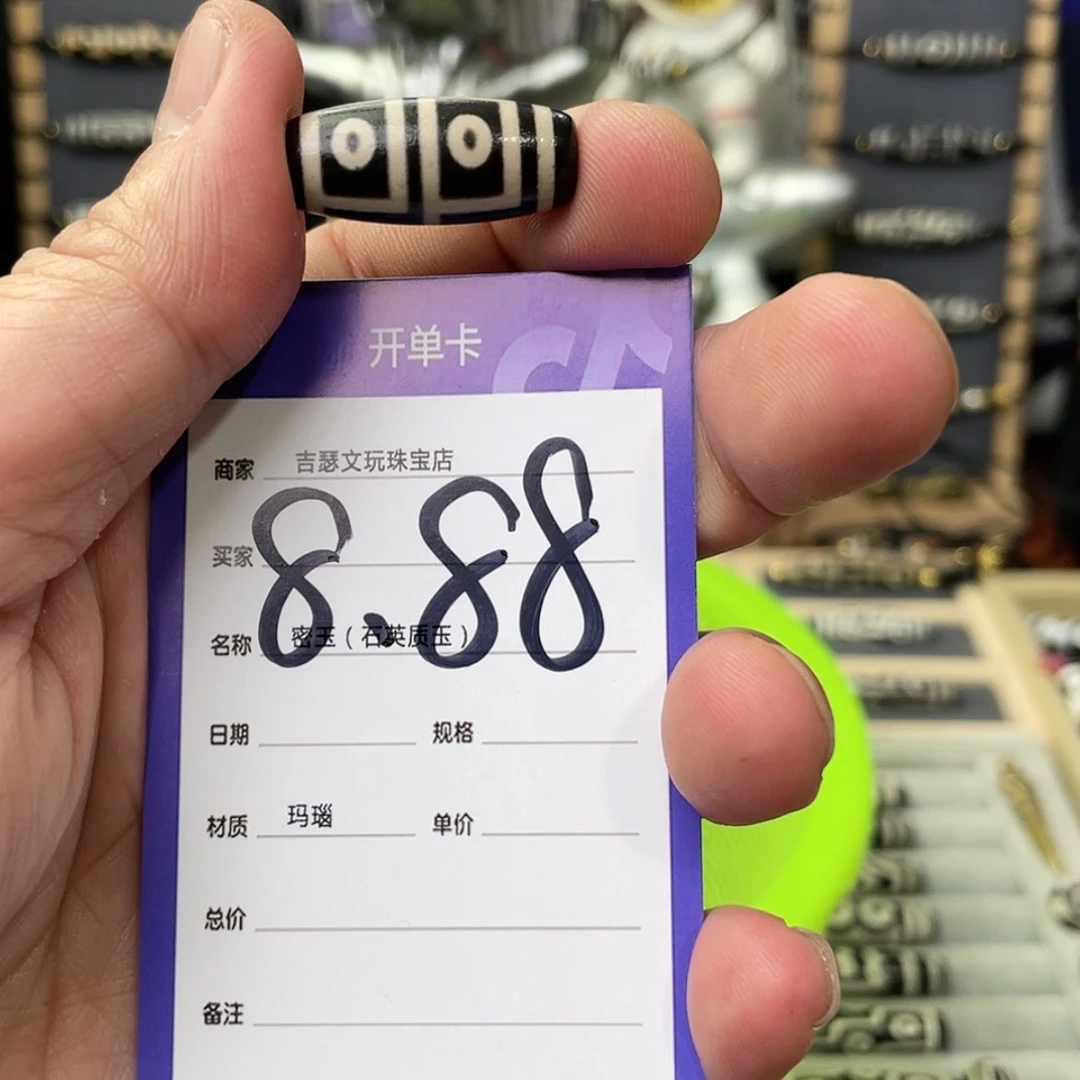 开单卡
商家 吉瑟文玩珠宝店
买家
8.88
名称 密玉（石英质玉）
日期 规格
材质 玛瑙 单价
总价
备注